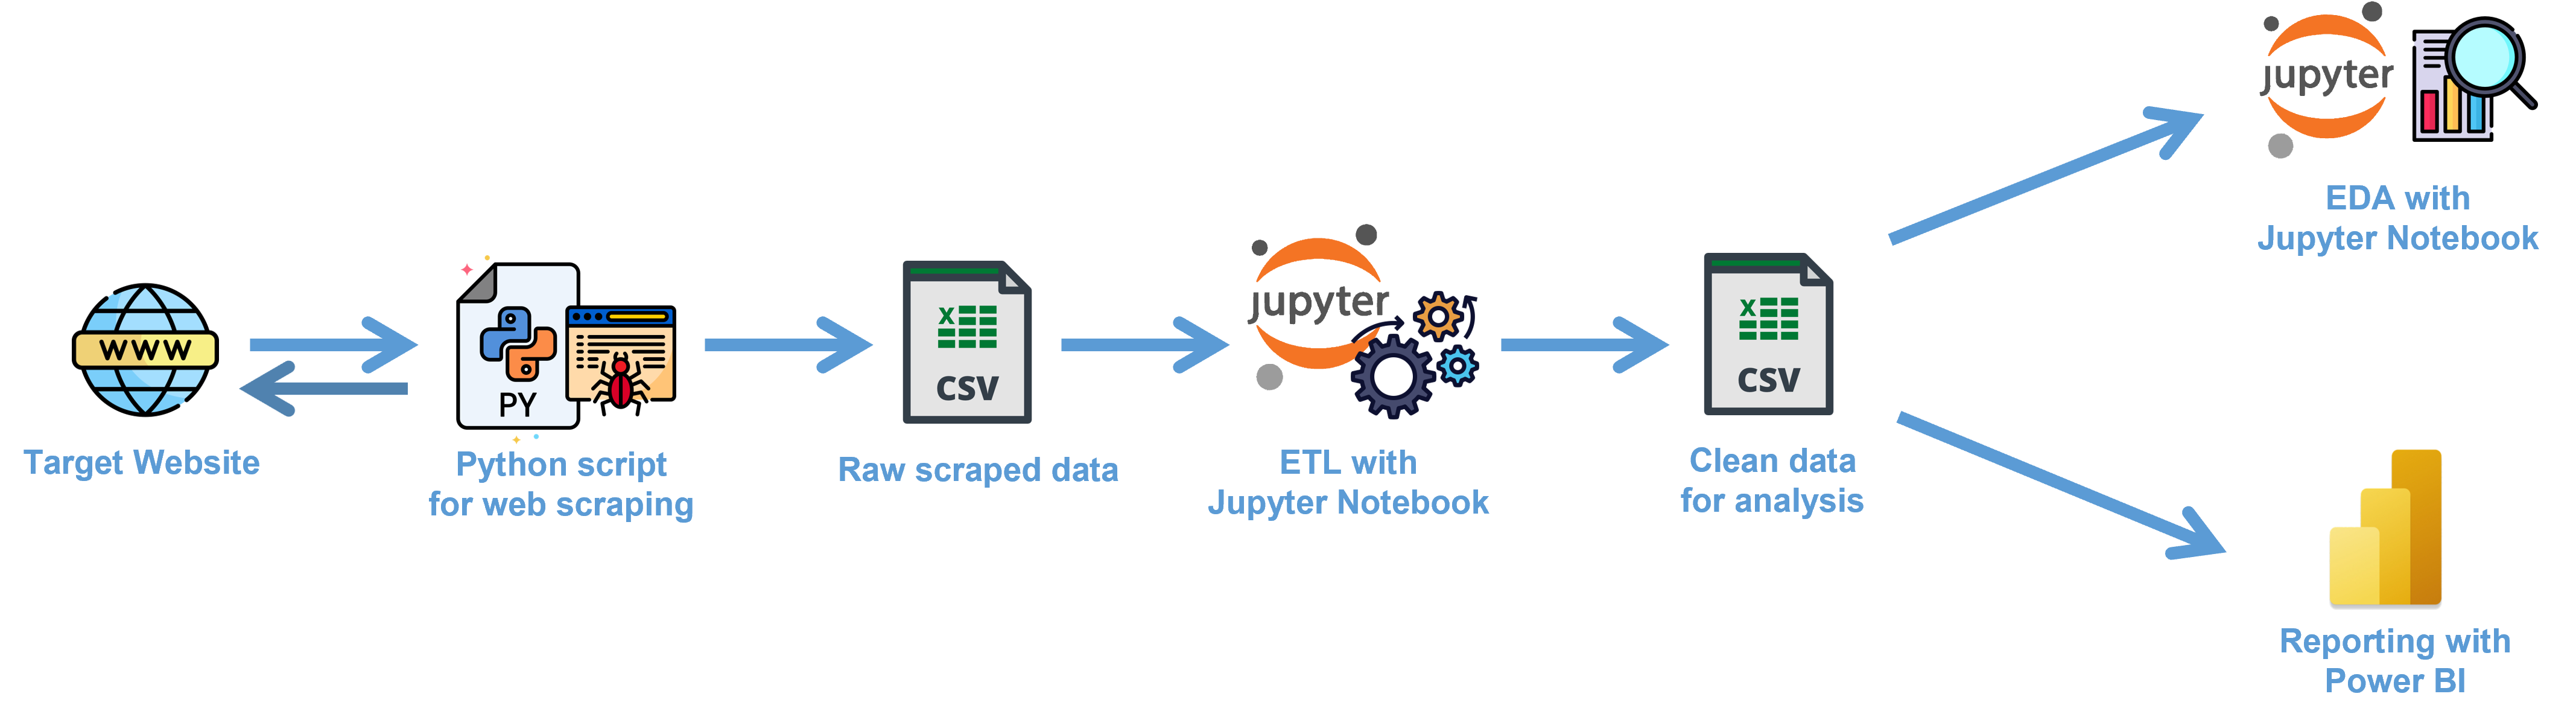 WWW
Target Website
PY
Python script
for web scraping
X
CSV
Raw scraped data
jupyter
ETL with
Jupyter Notebook
X
CSV
Clean data
for analysis
jupyter
EDA with
Jupyter Notebook
Reporting with
Power BI